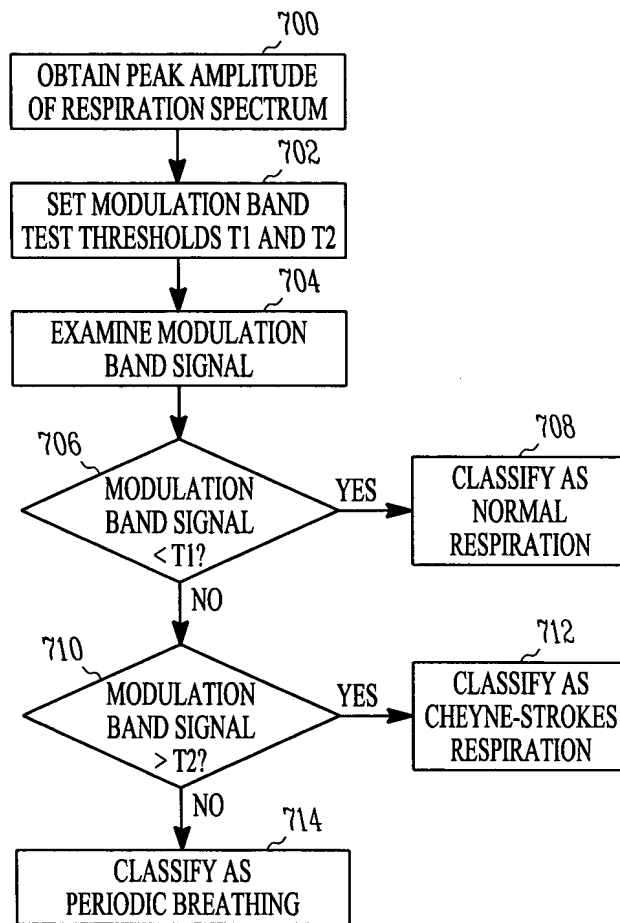 700
OBTAIN PEAK AMPLITUDE
OF RESPIRATION SPECTRUM
702
SET MODULATION BAND
TEST THRESHOLDS T1 AND T2
704
EXAMINE MODULATION
BAND SIGNAL
706
MODULATION
BAND SIGNAL
< T1?
YES
708
CLASSIFY AS
NORMAL
RESPIRATION
NO
710
MODULATION
BAND SIGNAL
> T2?
YES
712
CLASSIFY AS
CHEYNE-STROKES
RESPIRATION
NO
714
CLASSIFY AS
PERIODIC BREATHING